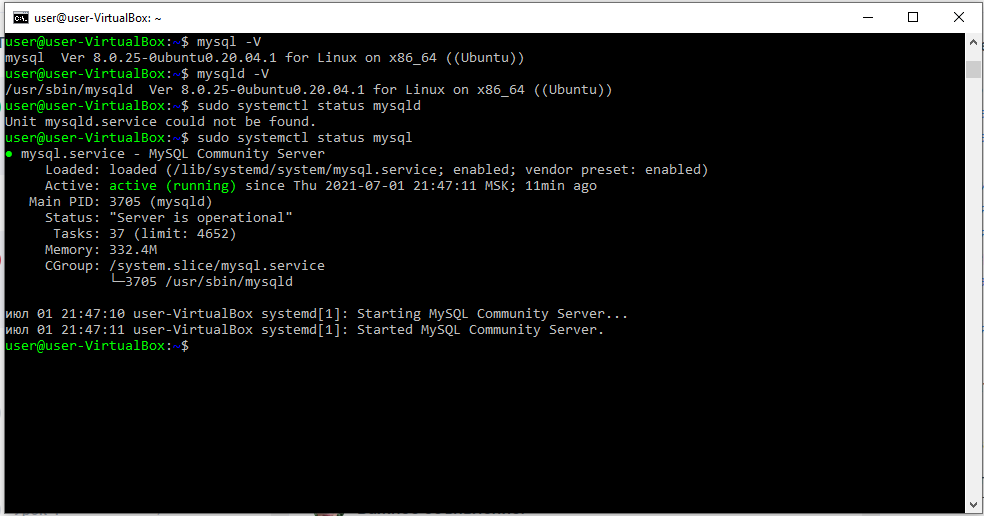 user@user-VirtualBox: ~
user@user-VirtualBox:~$ mysql -V
mysql  Ver 8.0.25-0ubuntu0.20.04.1 for Linux on x86_64 ((Ubuntu))
user@user-VirtualBox:~$ mysqld -V
/usr/sbin/mysqld  Ver 8.0.25-0ubuntu0.20.04.1 for Linux on x86_64 ((Ubuntu))
user@user-VirtualBox:~$ sudo systemctl status mysqld
Unit mysqld.service could not be found.
user@user-VirtualBox:~$ sudo systemctl status mysql
● mysql.service - MySQL Community Server
     Loaded: loaded (/lib/systemd/system/mysql.service; enabled; vendor preset: enabled)
     Active: active (running) since Thu 2021-07-01 21:47:11 MSK; 11min ago
   Main PID: 3705 (mysqld)
     Status: "Server is operational"
      Tasks: 37 (limit: 4652)
     Memory: 332.4M
     CGroup: /system.slice/mysql.service
             └─3705 /usr/sbin/mysqld
июл 01 21:47:10 user-VirtualBox systemd[1]: Starting MySQL Community Server...
июл 01 21:47:11 user-VirtualBox systemd[1]: Started MySQL Community Server.
user@user-VirtualBox:~$